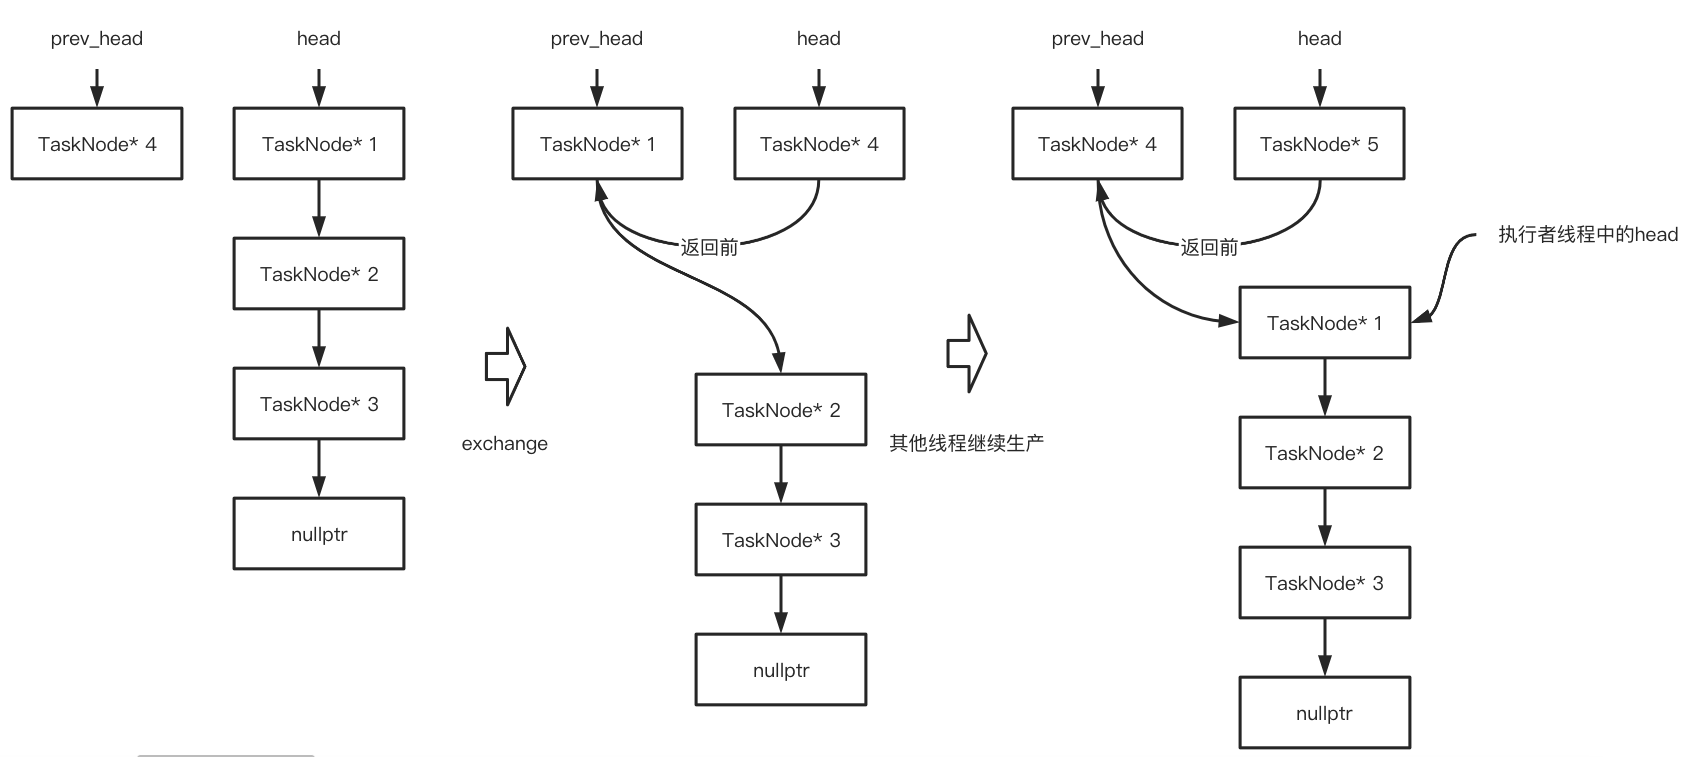 prev_head
head
TaskNode* 4
TaskNode* 1
TaskNode* 2
TaskNode* 3
nullptr
exchange
prev_head
head
TaskNode* 1
TaskNode* 4
返回前
TaskNode* 2
TaskNode* 3
nullptr
其他线程继续生产
prev_head
head
TaskNode* 4
TaskNode* 5
返回前
执行者线程中的head
TaskNode* 1
TaskNode* 2
TaskNode* 3
nullptr